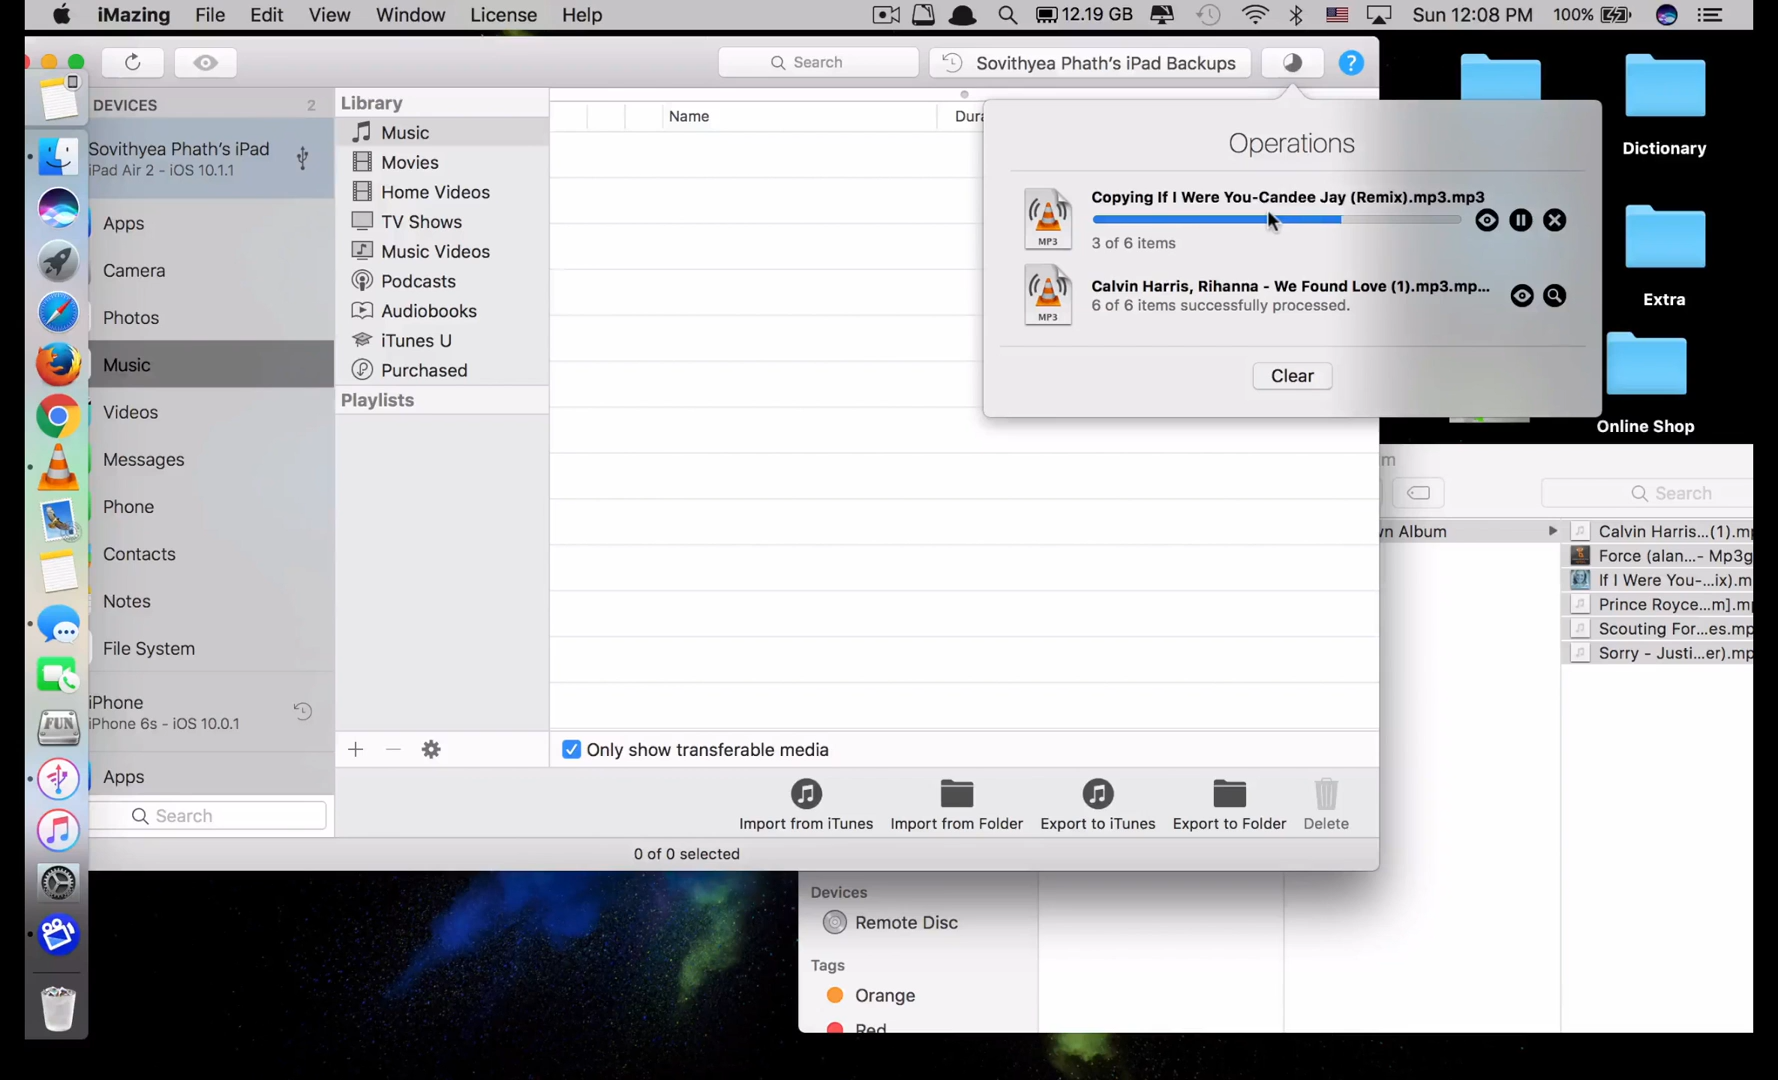 iMazing File Edit View Window License Help 12.19 GB Sun 12:08 PM 100%
Search Sovithyea Phath's iPad Backups ?
DEVICES 2
Sovithyea Phath's iPad
iPad Air 2 - iOS 10.1.1
Apps
Camera
Photos
Music
Videos
Messages
Phone
Contacts
Notes
File System
iPhone
iPhone 6s - iOS 10.0.1
Apps
Search
Library
Music
Movies
Home Videos
TV Shows
Music Videos
Podcasts
Audiobooks
iTunes U
Purchased
Playlists
Name Dura
Operations
Copying If I Were You-Candee Jay (Remix).mp3.mp3
3 of 6 items
MP3
Calvin Harris, Rihanna - We Found Love (1).mp3.mp...
6 of 6 items successfully processed.
MP3
Clear
Only show transferable media
Import from iTunes Import from Folder Export to iTunes Export to Folder Delete
0 of 0 selected
Dictionary
Extra
Online Shop
m
Search
wn Album
Calvin Harris...(1).mp
Force (alan...- Mp3g
If I Were You-...ix).m
Prince Royce...m].mp
Scouting For...es.mp
Sorry - Justi...er).mp
Devices
Remote Disc
Tags
Orange
Red
FUN